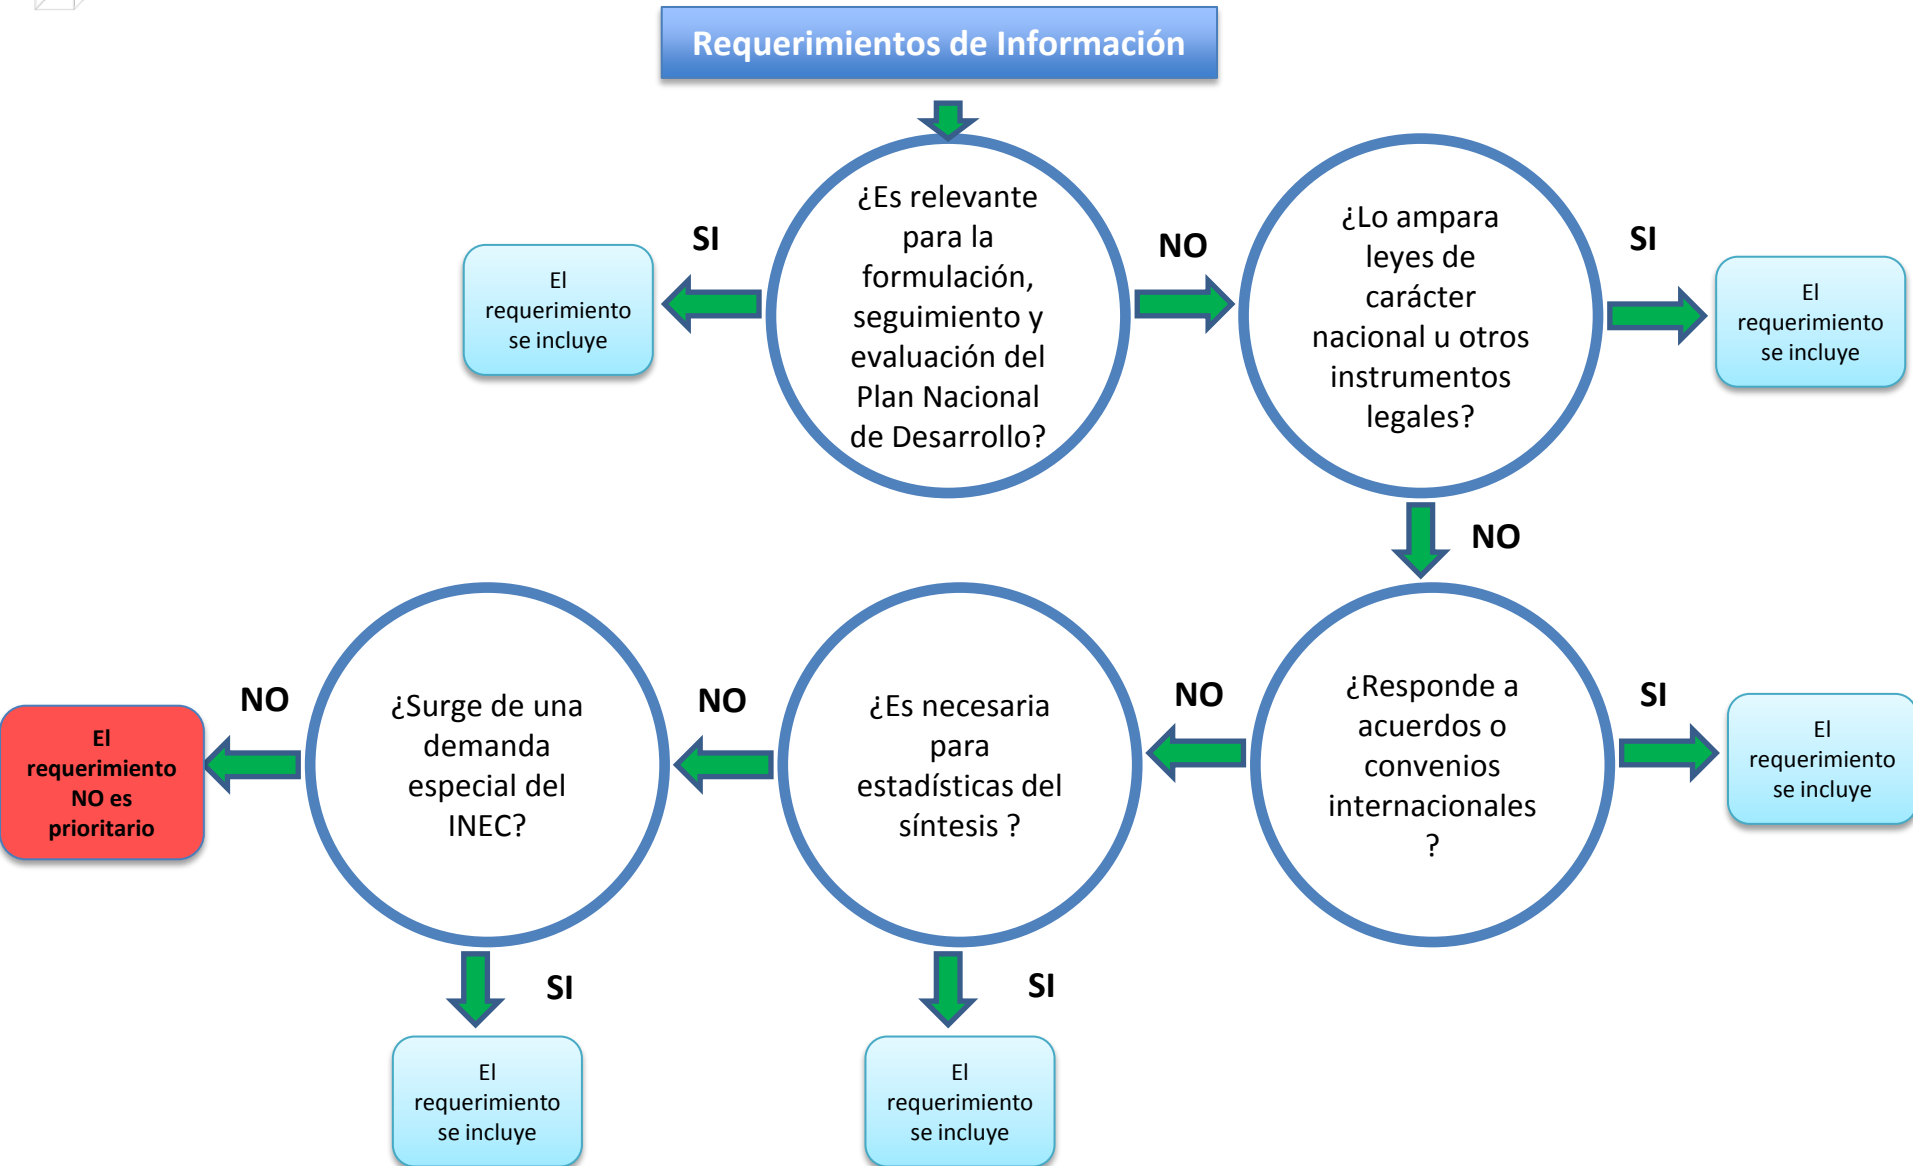 Requerimientos de Información
¿Es relevante
para la
formulación,
seguimiento y
evaluación del
Plan Nacional
de Desarrollo?
SI
El
requerimiento
se incluye
NO
¿Lo ampara
leyes de
carácter
nacional u otros
instrumentos
legales?
SI
El
requerimiento
se incluye
NO
¿Responde a
acuerdos o
convenios
internacionales
?
SI
El
requerimiento
se incluye
NO
¿Es necesaria
para
estadísticas del
síntesis ?
SI
El
requerimiento
se incluye
NO
¿Surge de una
demanda
especial del
INEC?
SI
El
requerimiento
se incluye
NO
El
requerimiento
NO es
prioritario